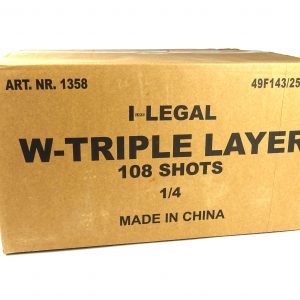 ART. NR. 1358
49F143/25
I-LEGAL
W-TRIPLE LAYER
108 SHOTS
1/4
MADE IN CHINA